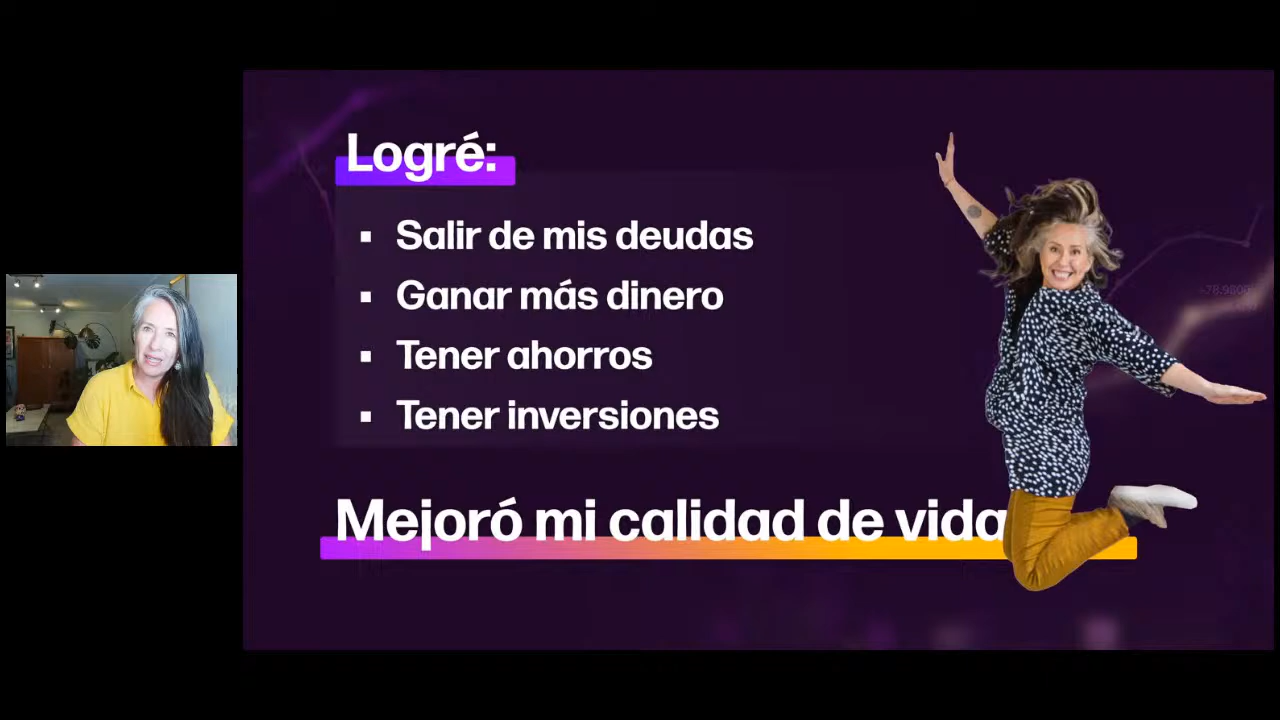 Logré:
▪ Salir de mis deudas
▪ Ganar más dinero
▪ Tener ahorros
▪ Tener inversiones
Mejoró mi calidad de vida